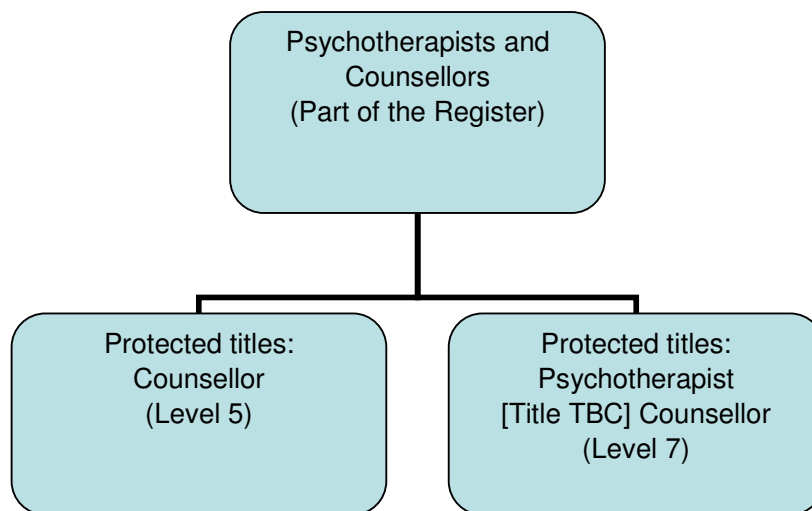 Psychotherapists and
Counsellors
(Part of the Register)
Protected titles:
Counsellor
(Level 5)
Protected titles:
Psychotherapist
[Title TBC] Counsellor
(Level 7)